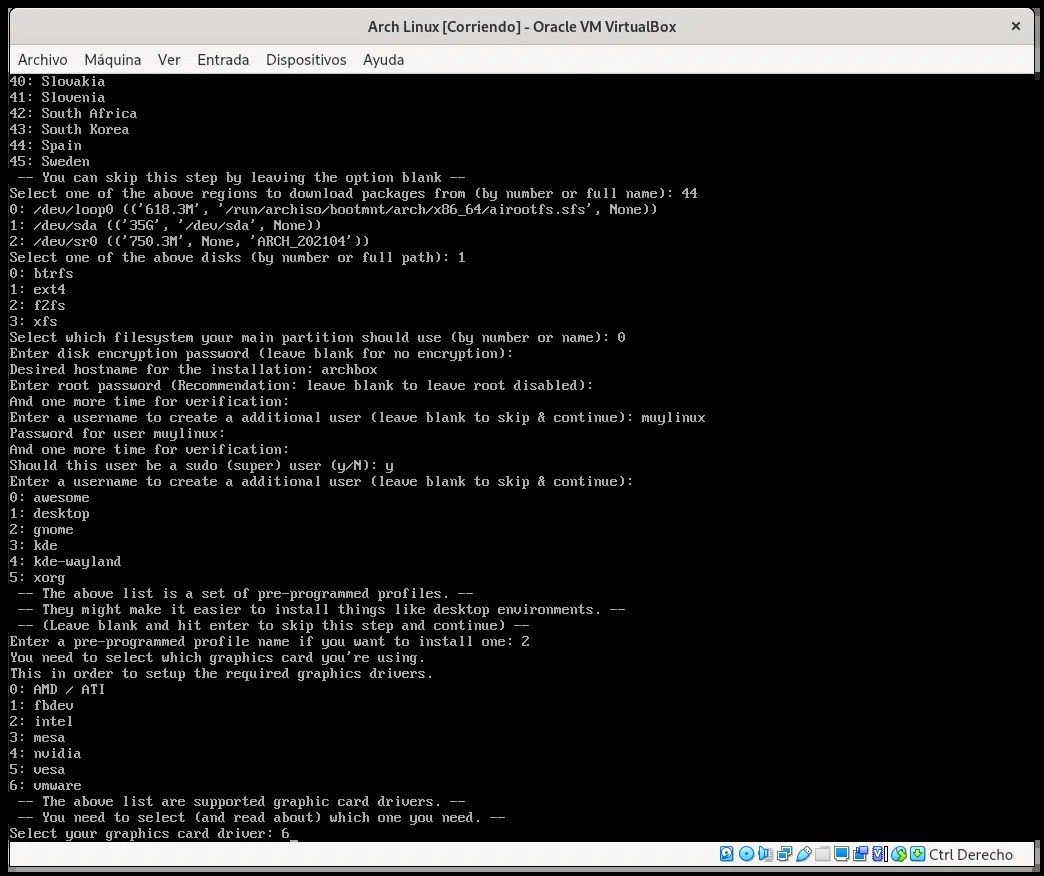 Arch Linux [Corriendo] - Oracle VM VirtualBox
Archivo Máquina Ver Entrada Dispositivos Ayuda
40: Slovakia
41: Slovenia
42: South Africa
43: South Korea
44: Spain
45: Sweden
-- You can skip this step by leaving the option blank --
Select one of the above regions to download packages from (by number or full name): 44
0: /dev/loop0 (('618.3M', '/run/archiso/bootmnt/arch/x86_64/airootfs.sfs', None))
1: /dev/sda (('35G', '/dev/sda', None))
2: /dev/sr0 (('750.3M', None, 'ARCH_202104'))
Select one of the above disks (by number or full path): 1
0: btrfs
1: ext4
2: f2fs
3: xfs
Select which filesystem your main partition should use (by number or name): 0
Enter disk encryption password (leave blank for no encryption):
Desired hostname for the installation: archbox
Enter root password (Recommendation: leave blank to leave root disabled):
And one more time for verification:
Enter a username to create a additional user (leave blank to skip & continue): muylinux
Password for user muylinux:
And one more time for verification:
Should this user be a sudo (super) user (y/N): y
Enter a username to create a additional user (leave blank to skip & continue):
0: awesome
1: desktop
2: gnome
3: kde
4: kde-wayland
5: xorg
-- The above list is a set of pre-programmed profiles. --
-- They might make it easier to install things like desktop environments. --
-- (Leave blank and hit enter to skip this step and continue) --
Enter a pre-programmed profile name if you want to install one: 2
You need to select which graphics card you're using.
This in order to setup the required graphics drivers.
0: AMD / ATI
1: fbdev
2: intel
3: mesa
4: nvidia
5: vesa
6: vmware
-- The above list are supported graphic card drivers. --
-- You need to select (and read about) which one you need. --
Select your graphics card driver: 6_
Ctrl Derecho